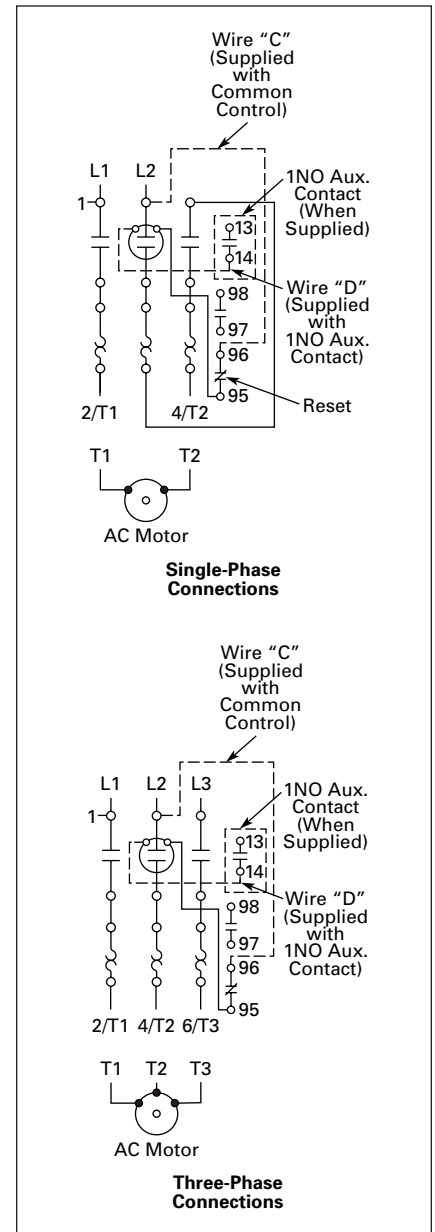 Wire “C”
(Supplied
with
Common
Control)
L1 L2
1NO Aux.
Contact
(When
Supplied)
1
13
14
Wire “D”
(Supplied
with
1NO Aux.
Contact)
98
97
96
95
Reset
2/T1 4/T2
T1 T2
AC Motor
Single-Phase
Connections
Wire “C”
(Supplied
with
Common
Control)
L1 L2 L3
1NO Aux.
Contact
(When
Supplied)
1
13
14
Wire “D”
(Supplied
with
1NO Aux.
Contact)
98
97
96
95
2/T1 4/T2 6/T3
T1 T2 T3
AC Motor
Three-Phase
Connections